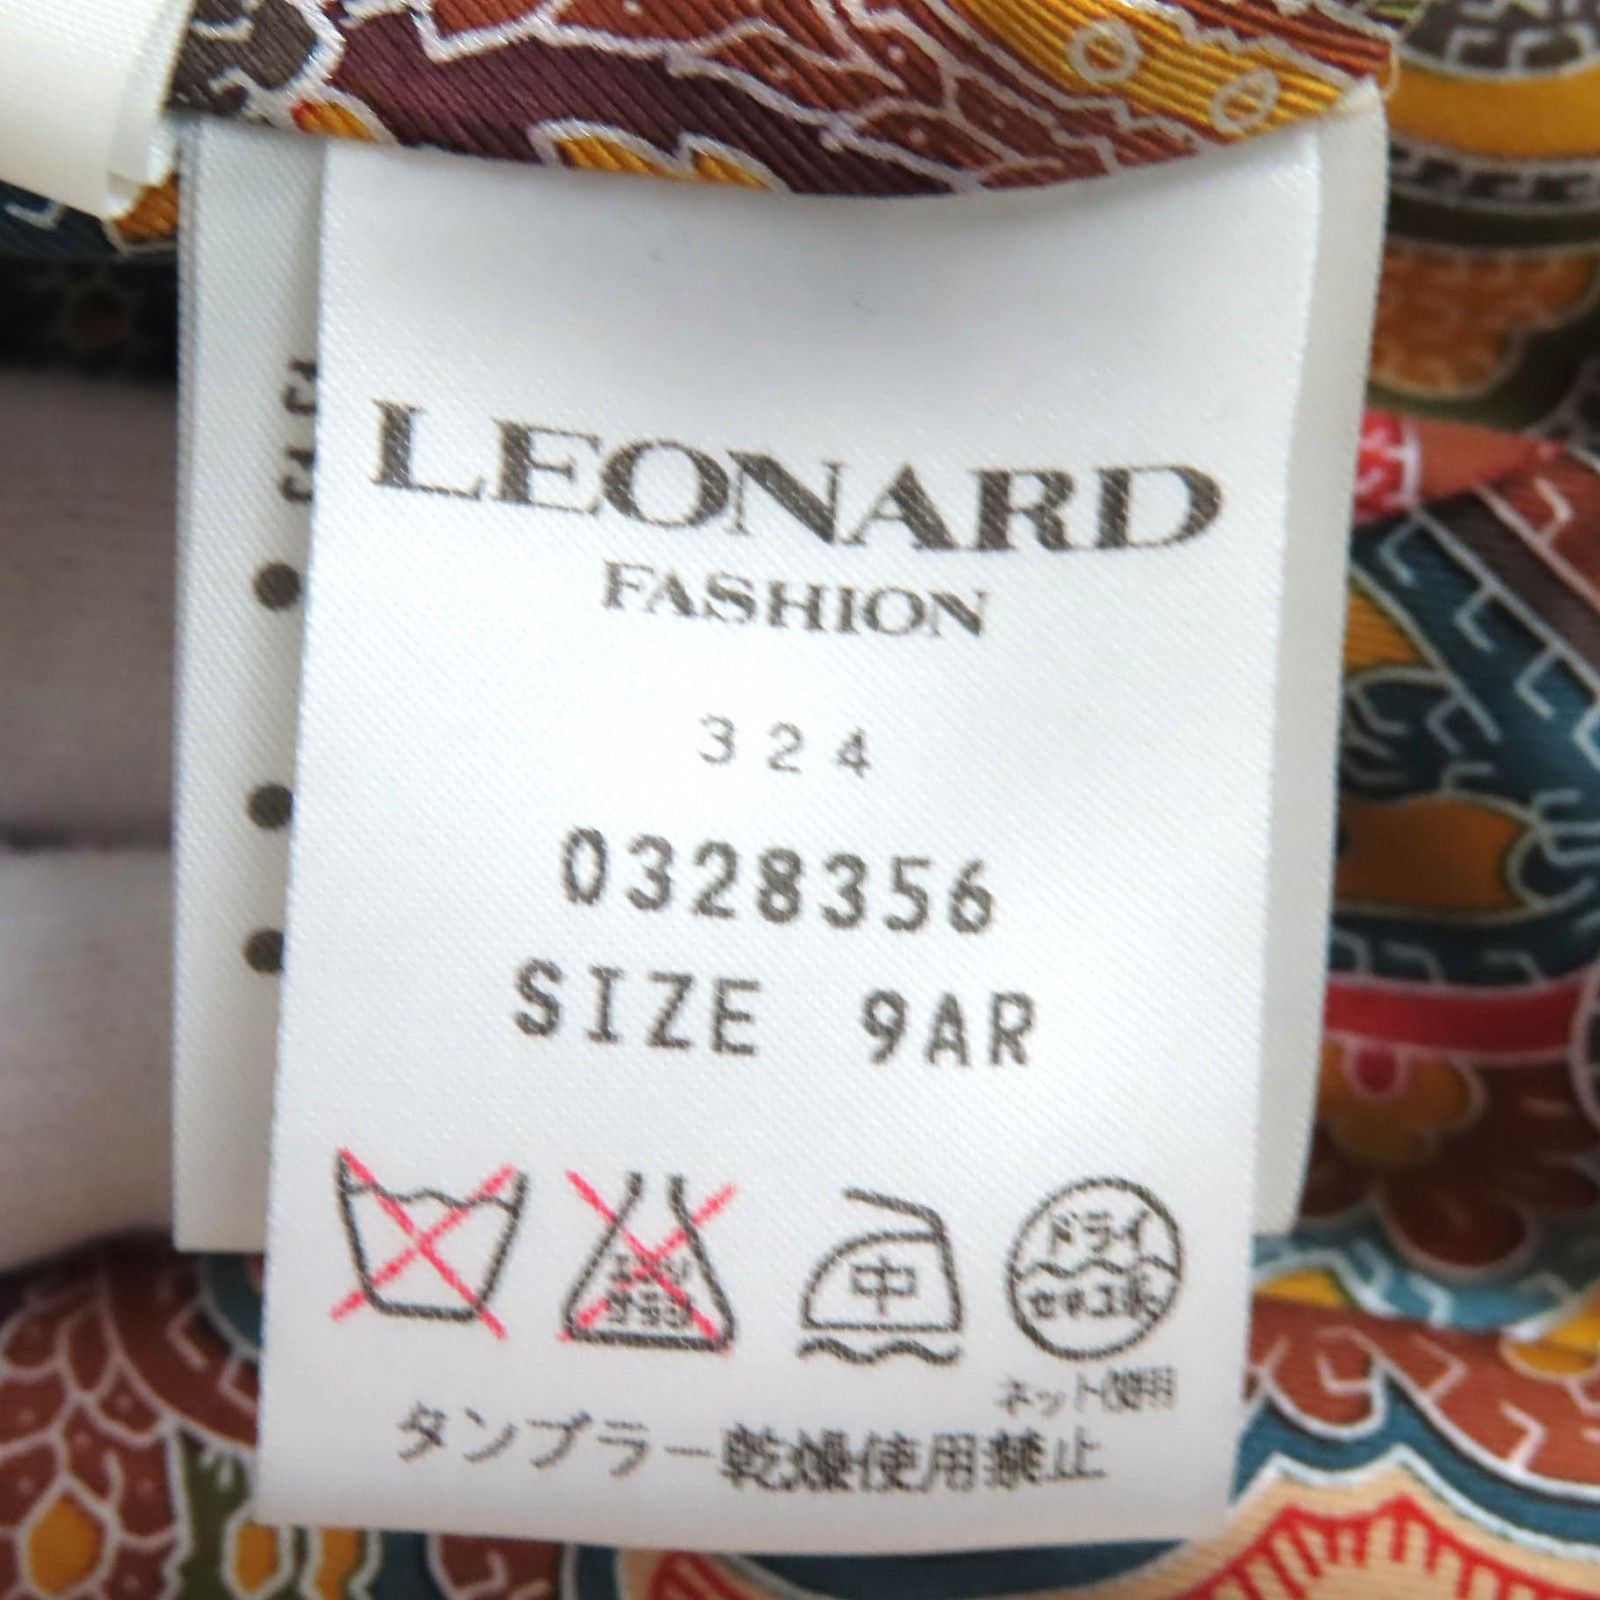 LEONARD
FASHION
324
0328356
SIZE 9AR
中
ドライ
セキユ系
ネット使用
タンブラー乾燥使用禁止